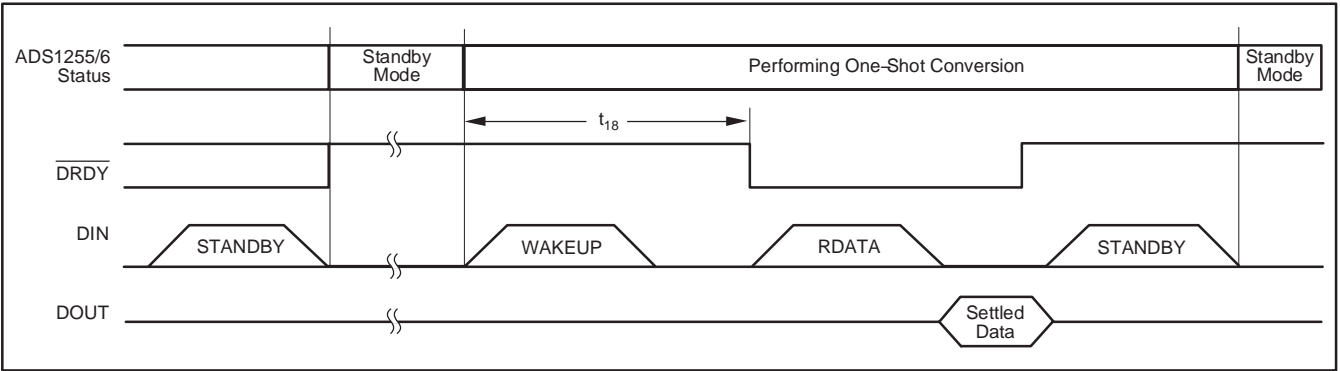 ADS1255/6
Status
Standby
Mode
Performing One-Shot Conversion
Standby
Mode
t18
DRDY
DIN
STANDBY
WAKEUP
RDATA
STANDBY
DOUT
Settled
Data